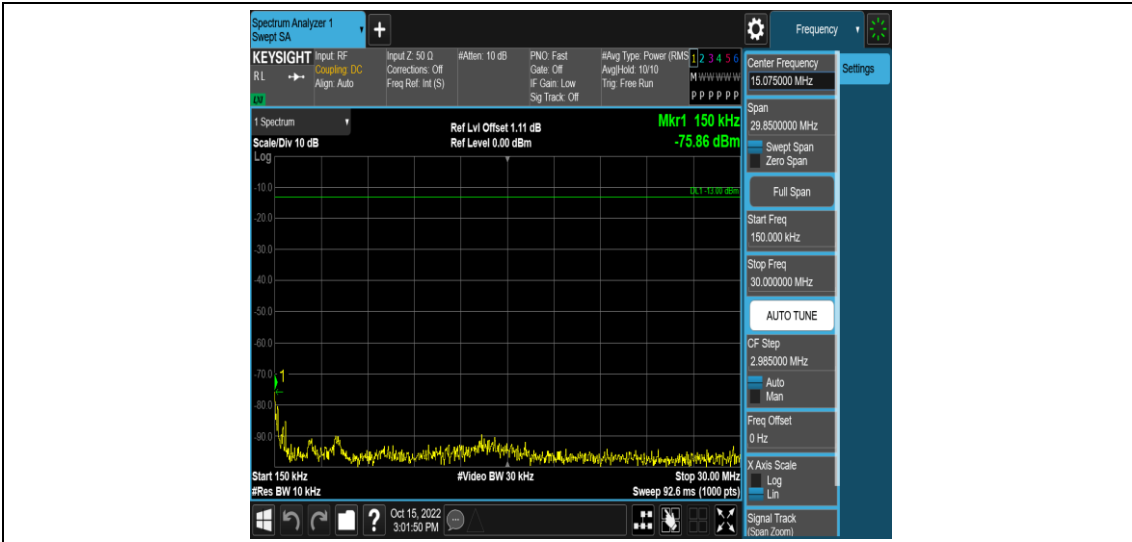 Spectrum Analyzer 1
Swept SA
Frequency
KEYSIGHT Input: RF Input Z: 50 Ω #Atten: 10 dB PNO: Fast #Avg Type: Power (RMS 1 2 3 4 5 6
RL Coupling: DC Corrections: Off Gate: Off Avg|Hold: 10/10 M W W W W W
Align: Auto Freq Ref: Int (S) IF Gain: Low Trig: Free Run
Sig Track: Off P P P P P P
LXI
1 Spectrum Ref Lvl Offset 1.11 dB Mkr1 150 kHz
Scale/Div 10 dB Ref Level 0.00 dBm -75.86 dBm
Log
-10.0
DL1 -13.00 dBm
-20.0
-30.0
-40.0
-50.0
-60.0
-70.0
1
-80.0
-90.0
Start 150 kHz #Video BW 30 kHz Stop 30.00 MHz
#Res BW 10 kHz Sweep 92.6 ms (1000 pts)
? Oct 15, 2022
3:01:50 PM
Center Frequency
15.075000 MHz
Settings
Span
29.8500000 MHz
Swept Span
Zero Span
Full Span
Start Freq
150.000 kHz
Stop Freq
30.000000 MHz
AUTO TUNE
CF Step
2.985000 MHz
Auto
Man
Freq Offset
0 Hz
X Axis Scale
Log
Lin
Signal Track
(Span Zoom)